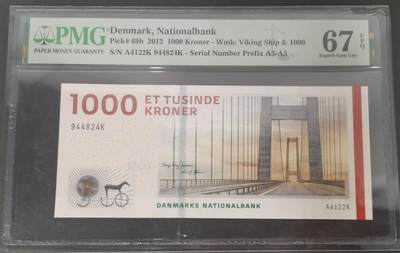 PMG
PAPER MONEY GUARANTY
Denmark, Nationalbank
Pick# 69b 2012 1000 Kroner - Wmk: Viking Ship & 1000
S/N A4122K 944824K - Serial Number Prefix A3-A5
67 EPQ
Superb Gem Unc
1000 ET TUSINDE
KRONER
944824K
DANMARKS NATIONALBANK
A4122K